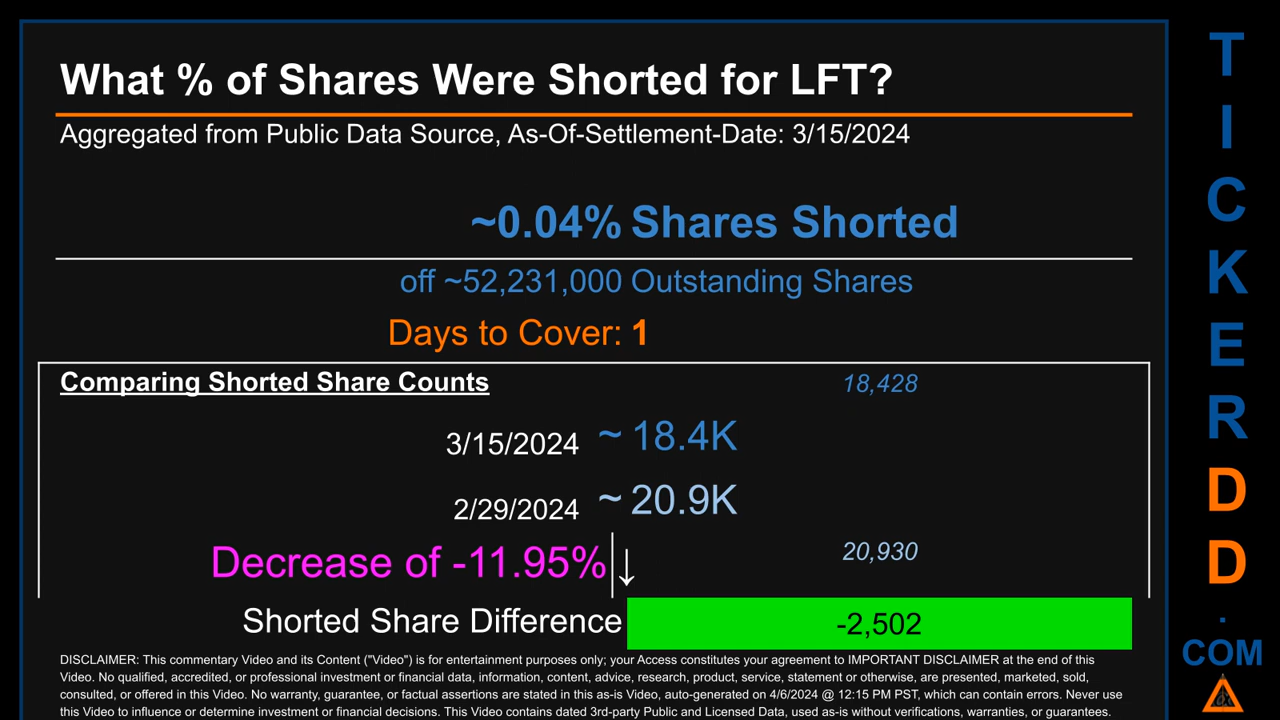 What % of Shares Were Shorted for LFT?
Aggregated from Public Data Source, As-Of-Settlement-Date: 3/15/2024
~0.04% Shares Shorted
off ~52,231,000 Outstanding Shares
Days to Cover: 1
Comparing Shorted Share Counts
18,428
3/15/2024 ~ 18.4K
2/29/2024 ~ 20.9K
Decrease of -11.95% ↓
20,930
Shorted Share Difference -2,502
DISCLAIMER: This commentary Video and its Content ("Video") is for entertainment purposes only; your Access constitutes your agreement to IMPORTANT DISCLAIMER at the end of this
Video. No qualified, accredited, or professional investment or financial data, information, content, advice, research, product, service, statement or otherwise, are presented, marketed, sold,
consulted, or offered in this Video. No warranty, guarantee, or factual assertions are stated in this as-is Video, auto-generated on 4/6/2024 @ 12:15 PM PST, which can contain errors. Never use
this Video to influence or determine investment or financial decisions. This Video contains dated 3rd-party Public and Licensed Data, used as-is without verifications, warranties, or guarantees.
T
I
C
K
E
R
D
D
.
COM